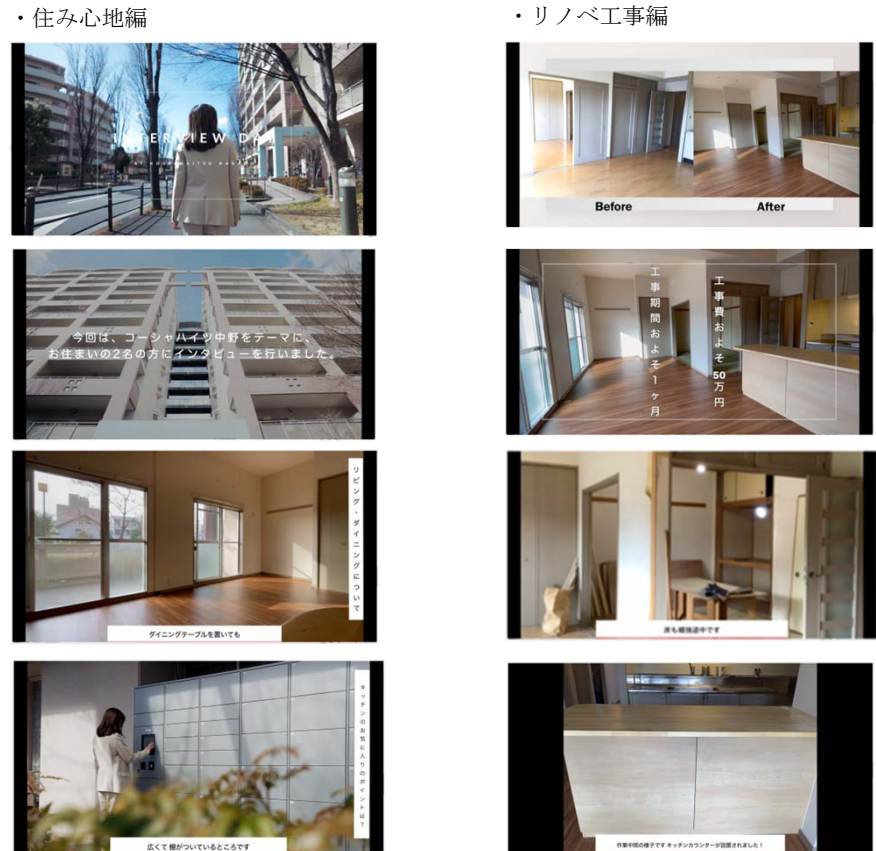 ・住み心地編
INTERVIEW DA
今回は、コーシャハイツ中野をテーマに、
お住まいの2名の方にインタビューを行いました。
リビング・ダイニングについて
ダイニングテーブルを置いても
キッチンのお気に入りのポイントは?
広くて 棚がついているところです
・リノベ工事編
Before
After
工事期間およそ1ヶ月
工事費およそ50万円
床も補強途中です
作業中間の様子です キッチンカウンターが設置されました!